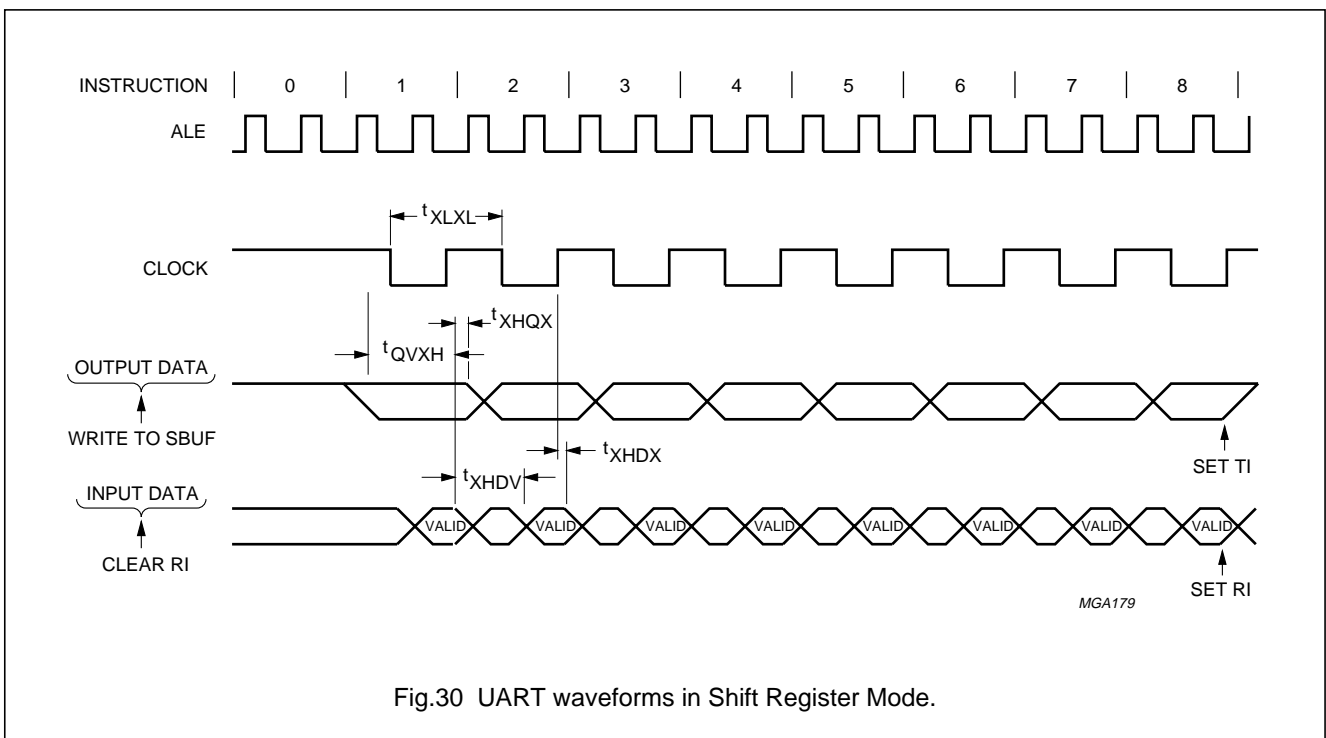 INSTRUCTION 0 1 2 3 4 5 6 7 8
ALE
tXLXL
CLOCK
tXHQX
tQVXH
OUTPUT DATA
WRITE TO SBUF
tXHDX
SET TI
tXHDV
INPUT DATA
VALID VALID VALID VALID VALID VALID VALID VALID
CLEAR RI
SET RI
MGA179
Fig.30 UART waveforms in Shift Register Mode.